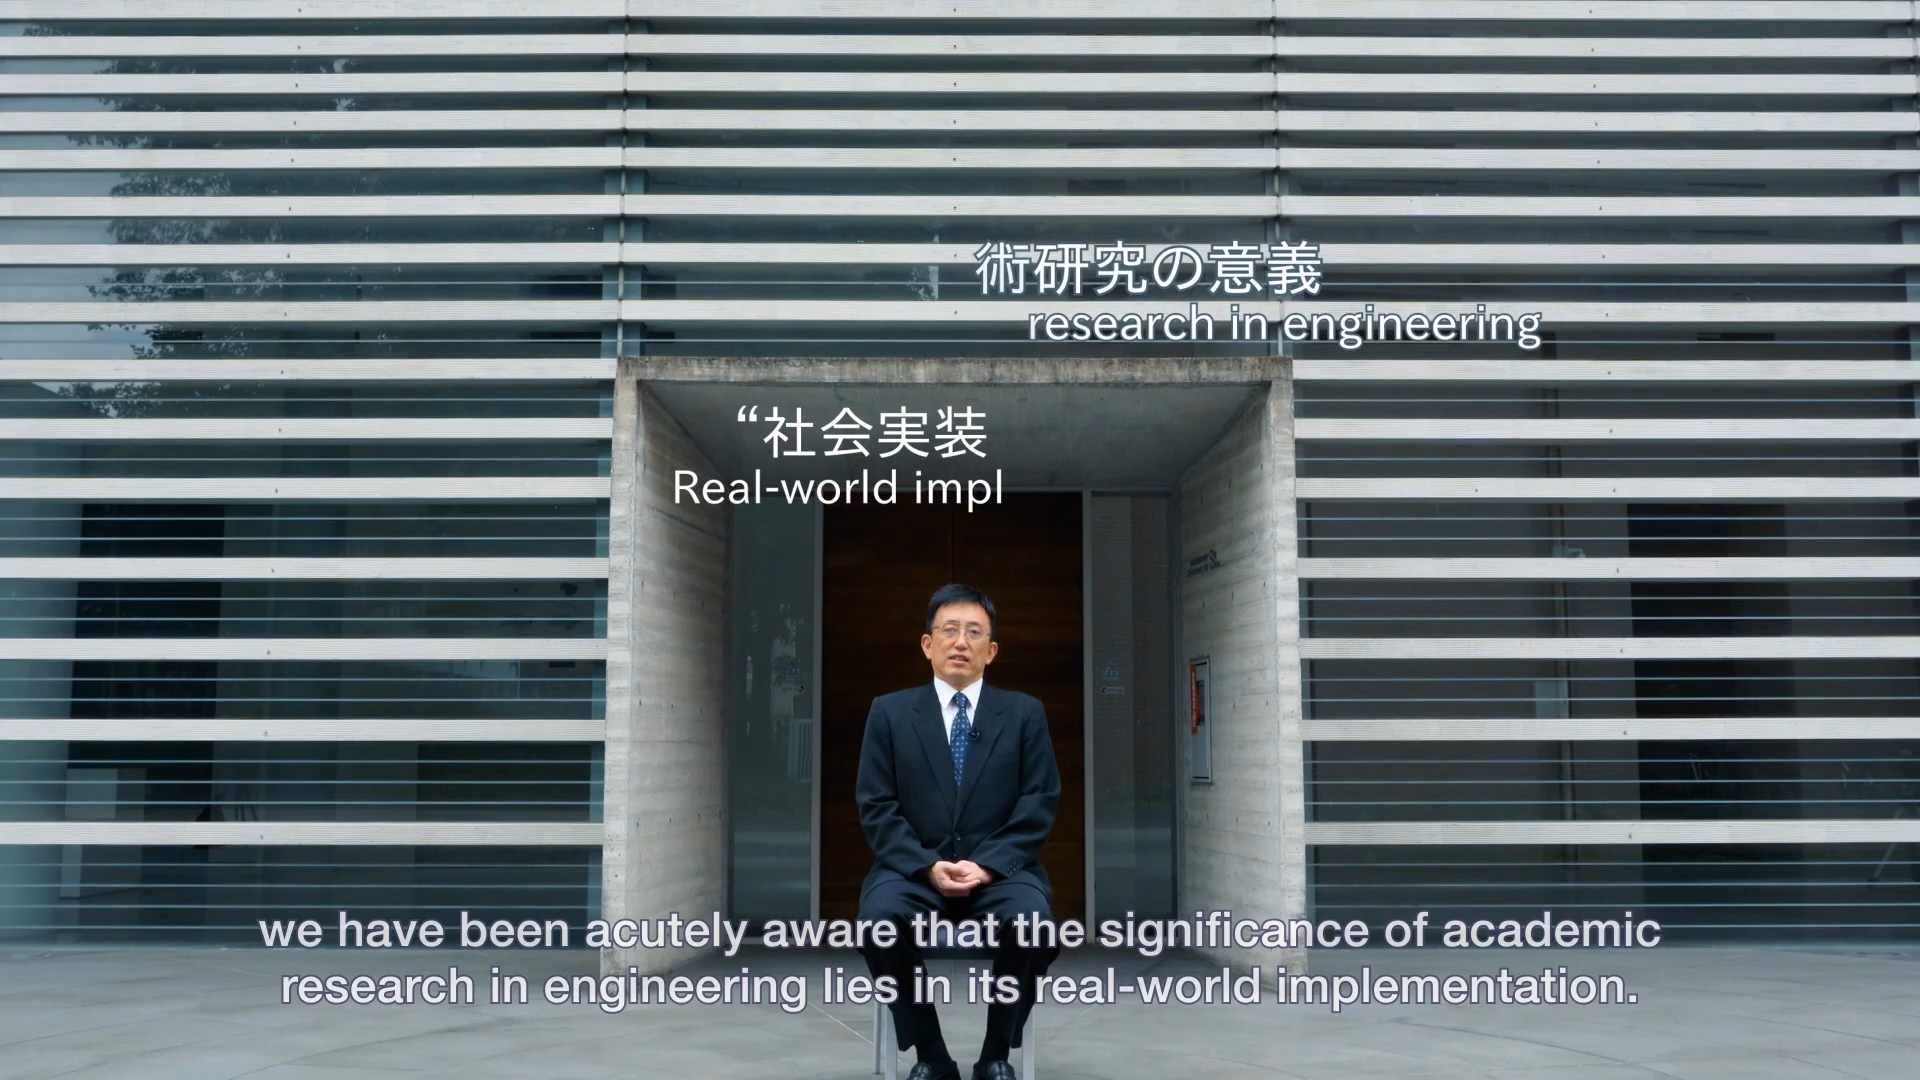 術研究の意義
research in engineering
“社会実装
Real-world impl
we have been acutely aware that the significance of academic
research in engineering lies in its real-world implementation.